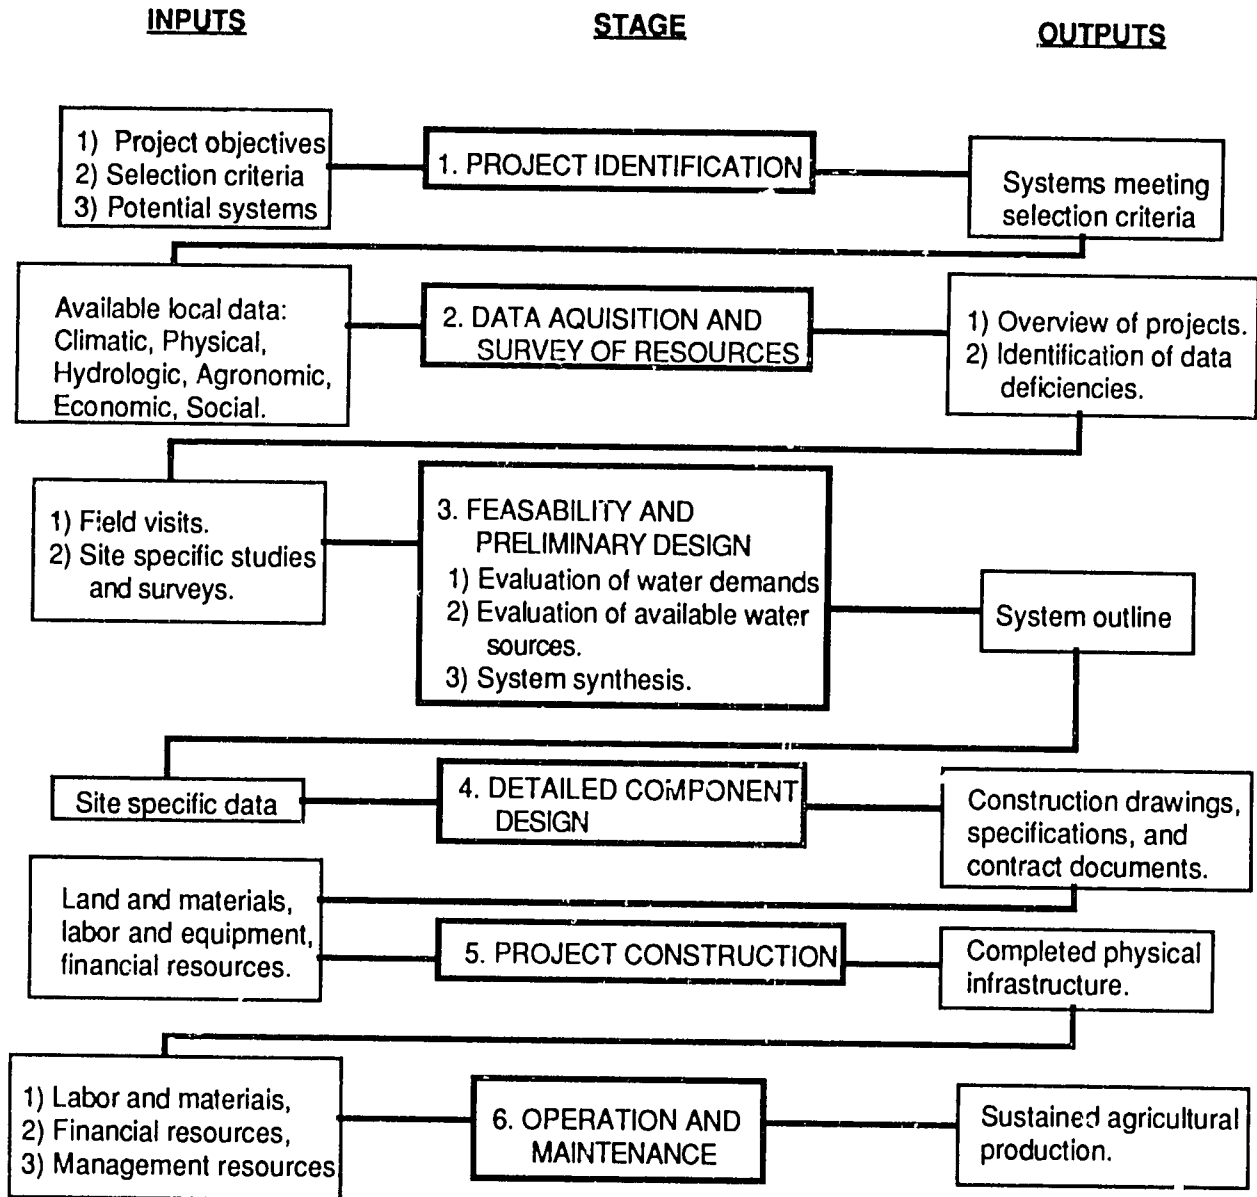 INPUTS
STAGE
OUTPUTS
1) Project objectives
2) Selection criteria
3) Potential systems
1. PROJECT IDENTIFICATION
Systems meeting
selection criteria
Available local data:
Climatic, Physical,
Hydrologic, Agronomic,
Economic, Social.
2. DATA AQUISITION AND
SURVEY OF RESOURCES
1) Overview of projects.
2) Identification of data
deficiencies.
1) Field visits.
2) Site specific studies
and surveys.
3. FEASABILITY AND
PRELIMINARY DESIGN
1) Evaluation of water demands
2) Evaluation of available water
sources.
3) System synthesis.
System outline
Site specific data
4. DETAILED COMPONENT
DESIGN
Construction drawings,
specifications, and
contract documents.
Land and materials,
labor and equipment,
financial resources.
5. PROJECT CONSTRUCTION
Completed physical
infrastructure.
1) Labor and materials,
2) Financial resources,
3) Management resources
6. OPERATION AND
MAINTENANCE
Sustained agricultural
production.